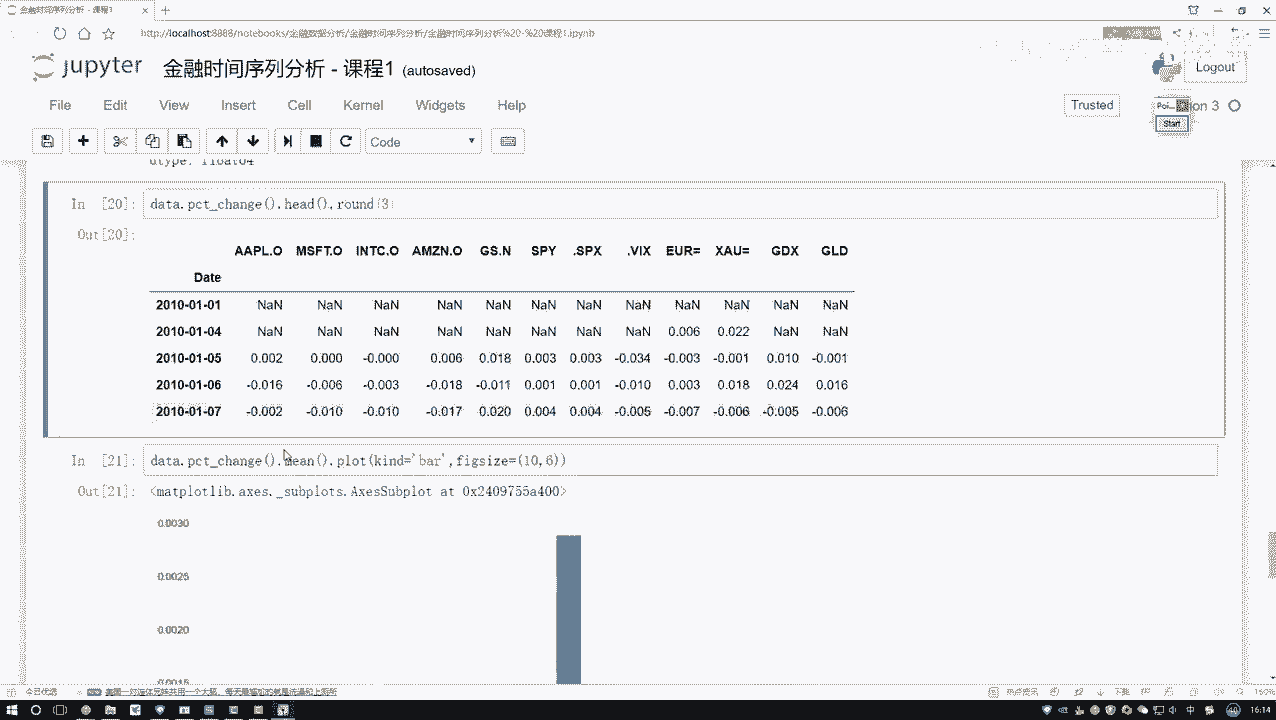 金融时间序列分析 - 课程1
http://localhost:8888/notebooks/金融数据分析/金融时间序列分析/金融时间序列分析%20-%20课程1.ipynb
jupyter 金融时间序列分析 - 课程1 (autosaved)
Logout
File Edit View Insert Cell Kernel Widgets Help
Trusted
Start
Code
dtype: float64
In [20]: data.pct_change().head().round(3)
Out[20]:
AAPL.O MSFT.O INTC.O AMZN.O GS.N SPY .SPX .VIX EUR= XAU= GDX GLD
Date
2010-01-01 NaN NaN NaN NaN NaN NaN NaN NaN NaN NaN NaN NaN
2010-01-04 NaN NaN NaN NaN NaN NaN NaN NaN 0.006 0.022 NaN NaN
2010-01-05 0.002 0.000 -0.000 0.006 0.018 0.003 0.003 -0.034 -0.003 -0.001 0.010 -0.001
2010-01-06 -0.016 -0.006 -0.003 -0.018 -0.011 0.001 0.001 -0.010 0.003 0.018 0.024 0.016
2010-01-07 -0.002 -0.010 -0.010 -0.017 0.020 0.004 0.004 -0.005 -0.007 -0.006 -0.005 -0.006
In [21]: data.pct_change().mean().plot(kind='bar',figsize=(10,6))
Out[21]: <matplotlib.axes._subplots.AxesSubplot at 0x2409755a400>
0.0030
0.0025
0.0020
0.0015
今日优选
160%
中
16:14